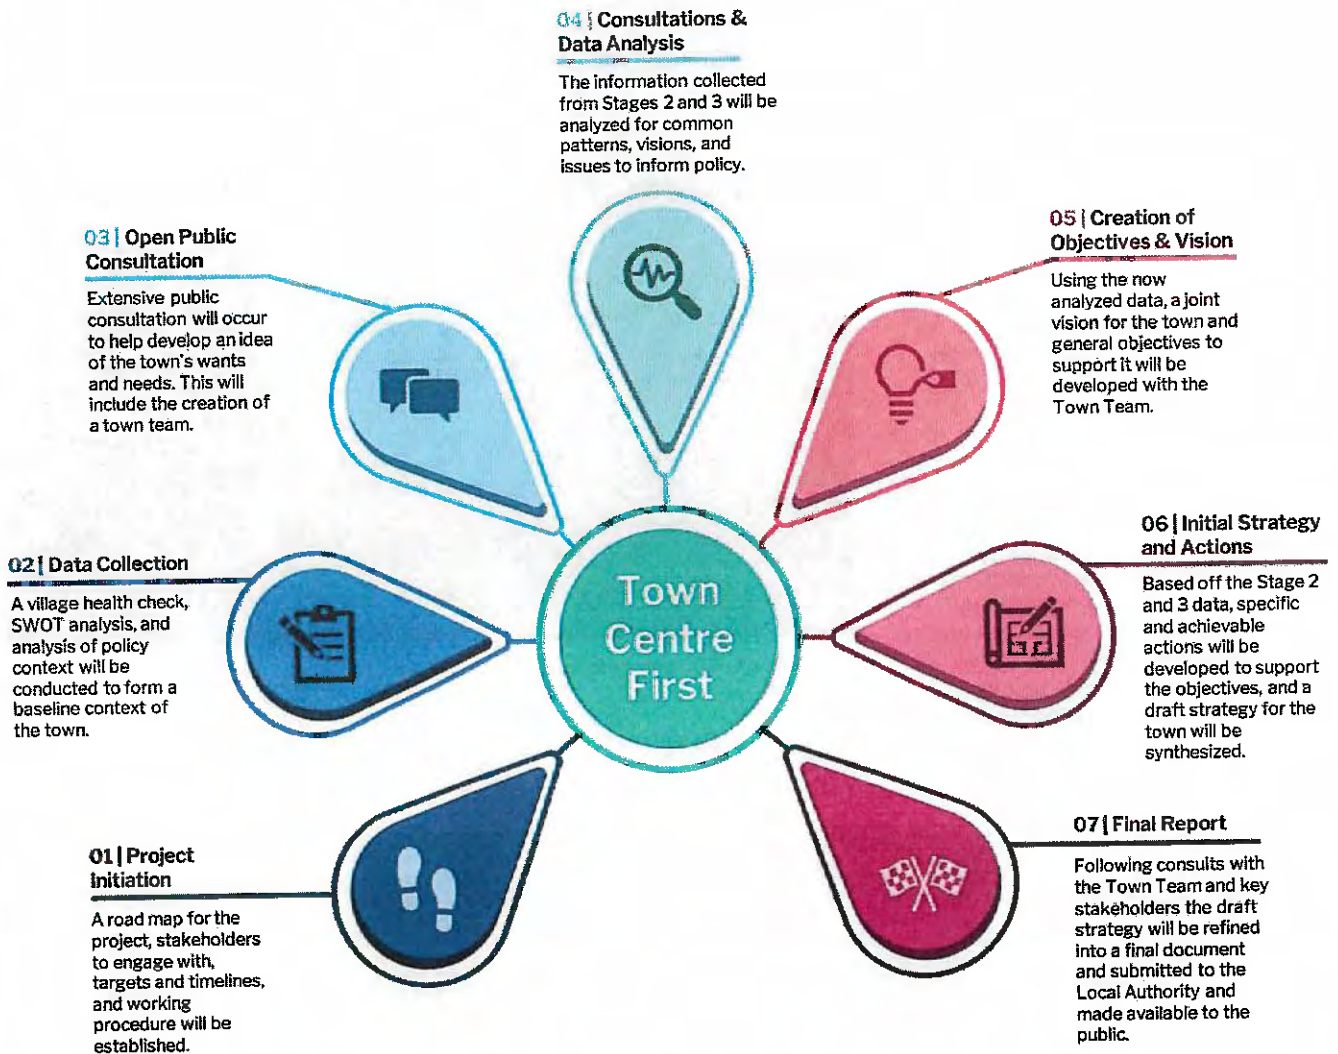 04 | Consultations &
Data Analysis
The information collected
from Stages 2 and 3 will be
analyzed for common
patterns, visions, and
issues to inform policy.
03 | Open Public
Consultation
Extensive public
consultation will occur
to help develop an idea
of the town's wants
and needs. This will
include the creation of
a town team.
05 | Creation of
Objectives & Vision
Using the now
analyzed data, a joint
vision for the town and
general objectives to
support it will be
developed with the
Town Team.
02 | Data Collection
A village health check,
SWOT analysis, and
analysis of policy
context will be
conducted to form a
baseline context of
the town.
Town
Centre
First
06 | Initial Strategy
and Actions
Based off the Stage 2
and 3 data, specific
and achievable
actions will be
developed to support
the objectives, and a
draft strategy for the
town will be
synthesized.
01 | Project
Initiation
A road map for the
project, stakeholders
to engage with,
targets and timelines,
and working
procedure will be
established.
07 | Final Report
Following consults with
the Town Team and key
stakeholders the draft
strategy will be refined
into a final document
and submitted to the
Local Authority and
made available to the
public.